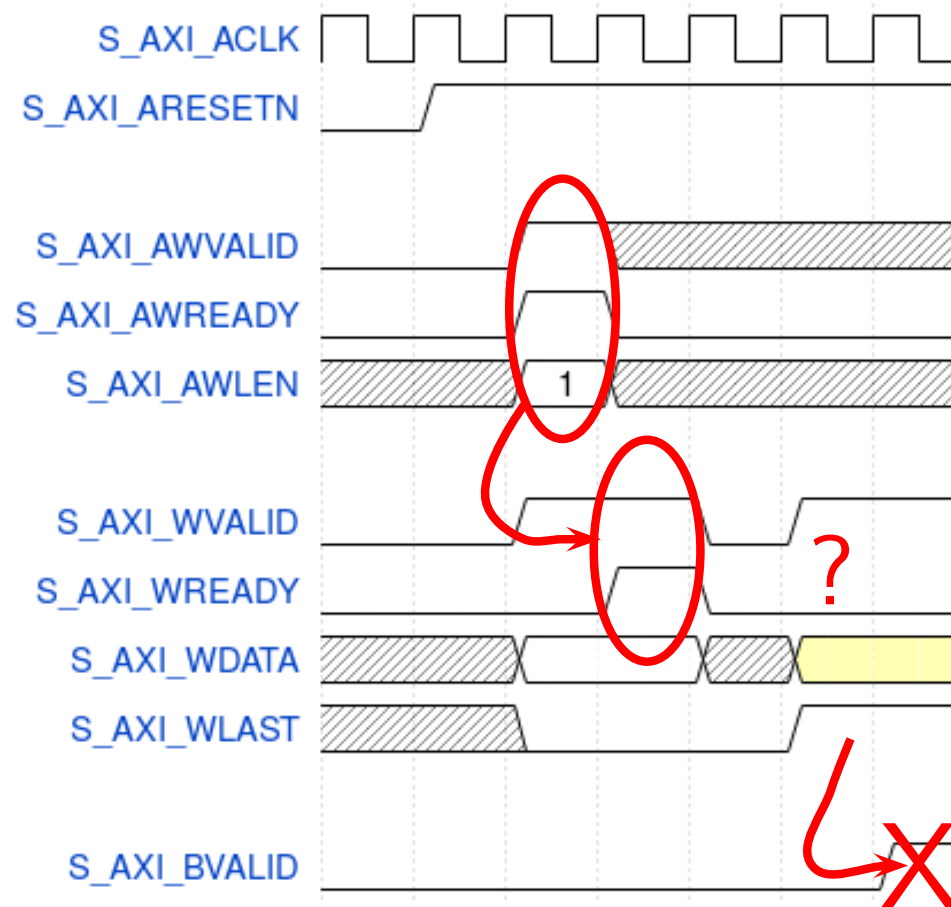 S_AXI_ACLK
S_AXI_ARESETN
S_AXI_AWVALID
S_AXI_AWREADY
S_AXI_AWLEN 1
S_AXI_WVALID
S_AXI_WREADY ?
S_AXI_WDATA
S_AXI_WLAST
S_AXI_BVALID X